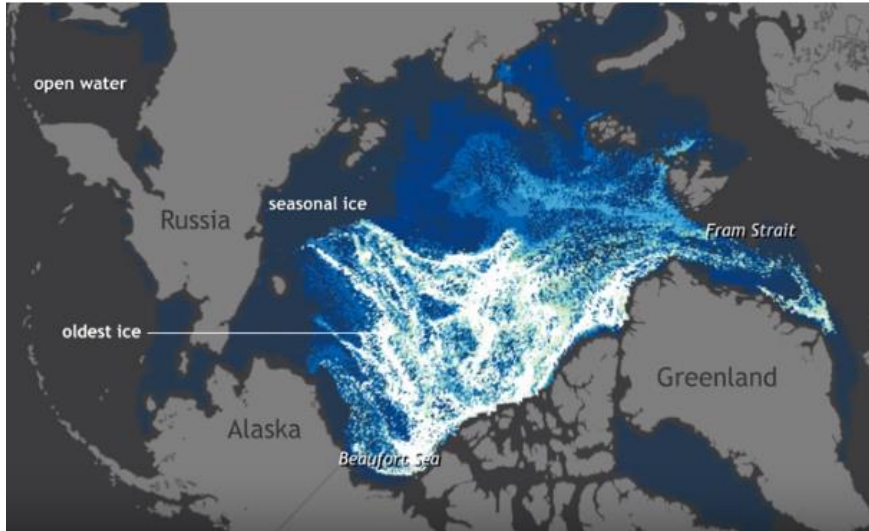 open water
seasonal ice
Russia
Fram Strait
oldest ice
Greenland
Alaska
Beaufort Sea